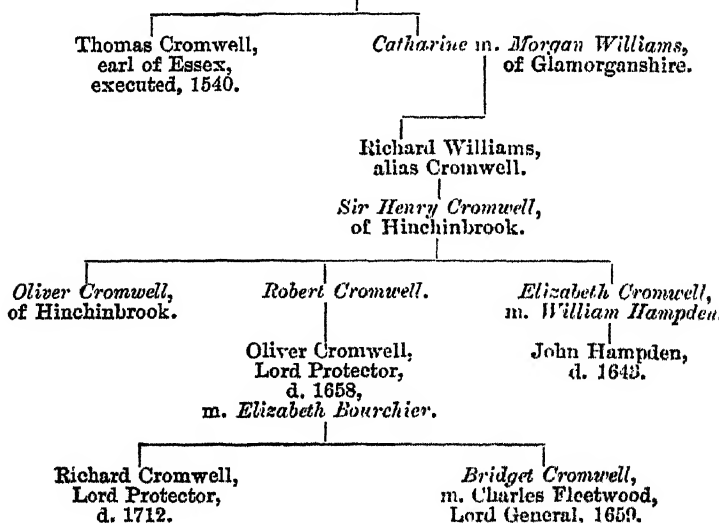 Thomas Cromwell,
earl of Essex,
executed, 1540.
Catharine m. Morgan Williams,
of Glamorganshire.
Richard Williams,
alias Cromwell.
Sir Henry Cromwell,
of Hinchinbrook.
Oliver Cromwell,
of Hinchinbrook.
Robert Cromwell.
Elizabeth Cromwell,
m. William Hampden.
Oliver Cromwell,
Lord Protector,
d. 1658,
m. Elizabeth Bourchier.
John Hampden,
d. 1643.
Richard Cromwell,
Lord Protector,
d. 1712.
Bridget Cromwell,
m. Charles Fleetwood,
Lord General, 1659.